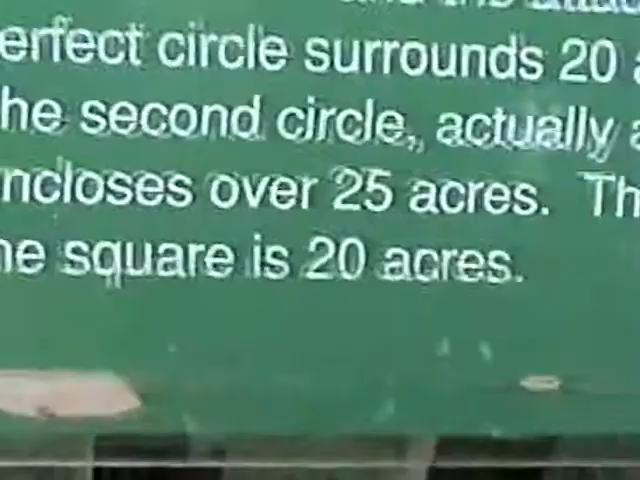 erfect circle surrounds 20
he second circle, actually
ncloses over 25 acres. Th
ne square is 20 acres.